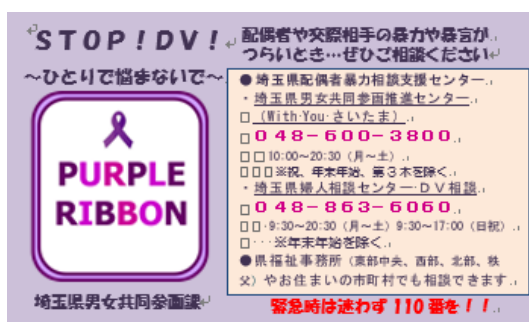 STOP!DV!
~ひとりで悩まないで~
PURPLE
RIBBON
埼玉県男女共同参画課
配偶者や交際相手の暴力や暴言が
つらいとき…ぜひご相談ください
●埼玉県配偶者暴力相談支援センター
・埼玉県男女共同参画推進センター
(With You さいたま)
048-600-3800
10:00~20:30(月~土)
※祝、年末年始、第3木を除く
・埼玉県婦人相談センター DV相談
048-863-6060
9:30~20:30(月~土)9:30~17:00(日祝)
※年末年始を除く
●県福祉事務所(東部中央、西部、北部、秩
父)やお住まいの市町村でも相談できます
緊急時は迷わず110番を!!